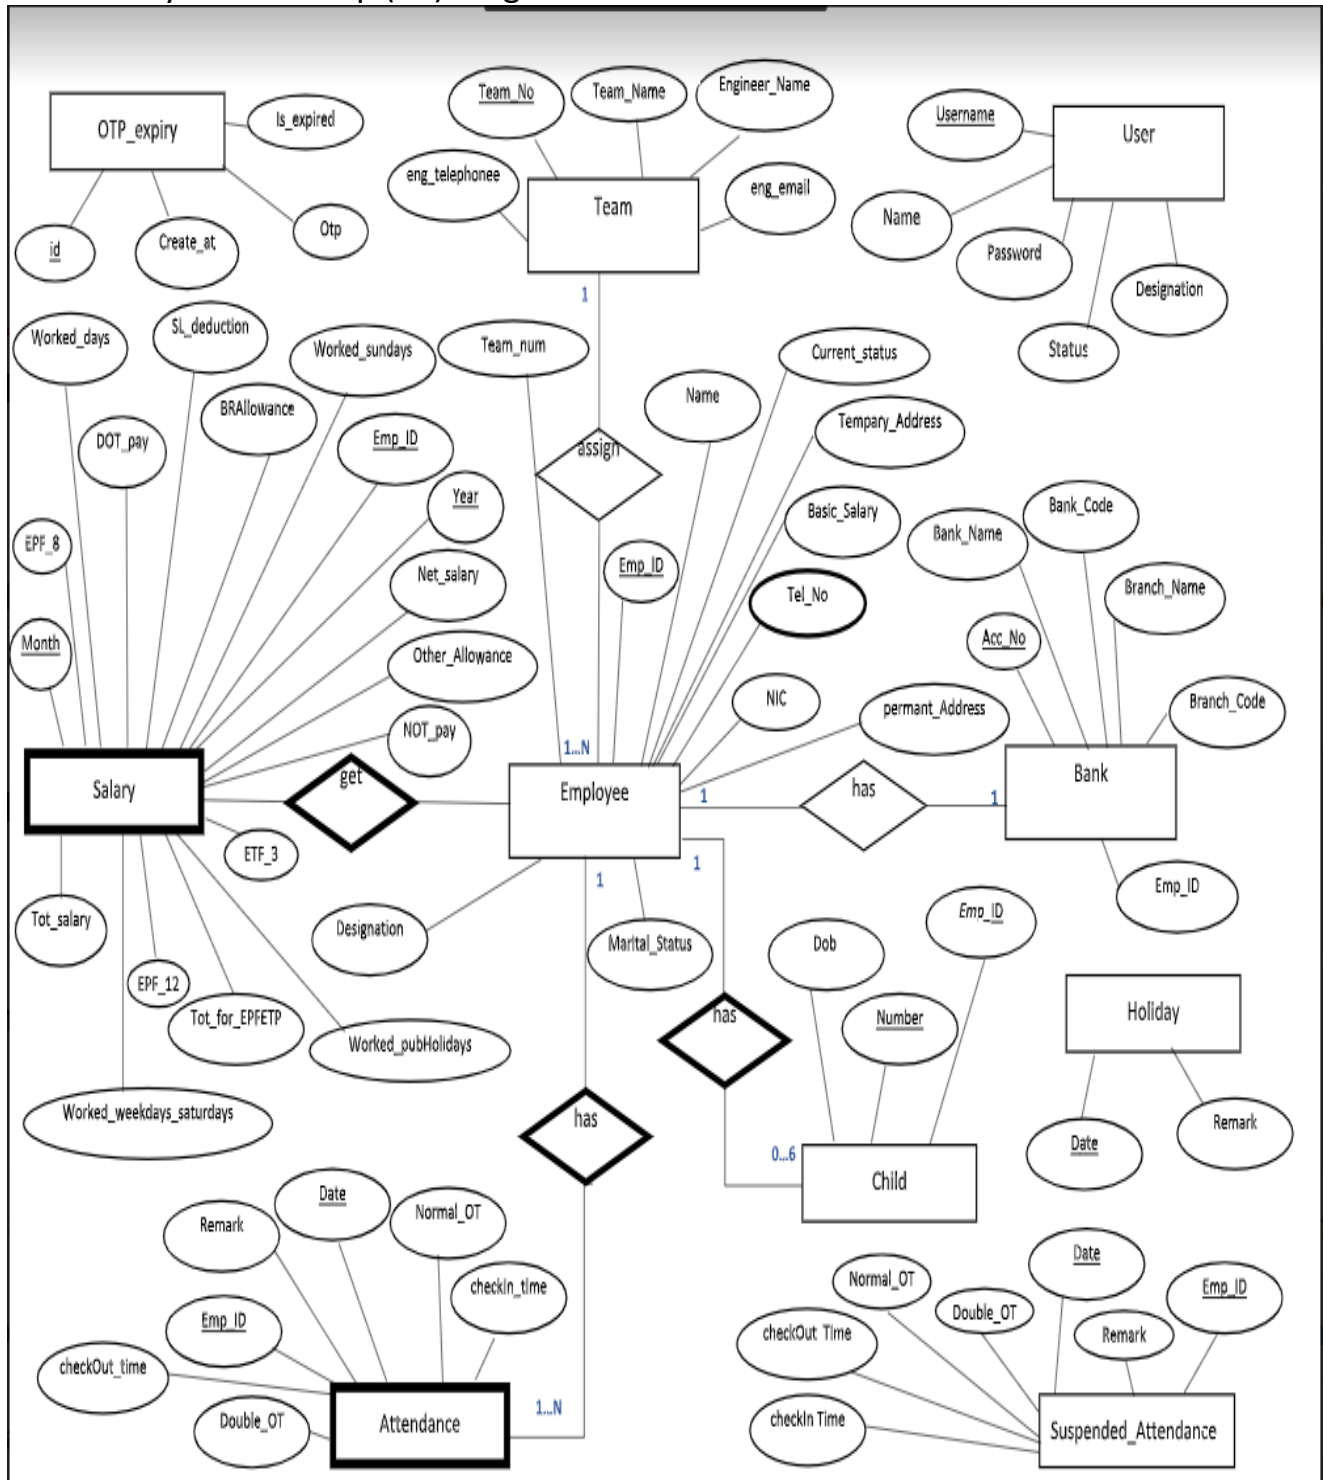 OTP_expiry
Is_expired
id
Create_at
Otp
Team_No
Team_Name
Engineer_Name
eng_telephonee
eng_email
Team
Username
User
Name
Password
Designation
Status
1
Worked_days
SL_deduction
Worked_sundays
BRAllowance
DOT_pay
Emp_ID
Year
EPF_8
Net_salary
Month
Other_Allowance
NOT_pay
Salary
get
ETF_3
Tot_salary
EPF_12
Tot_for_EPFETP
Worked_pubHolidays
Worked_weekdays_saturdays
Team_num
assign
Name
Current_status
Tempary_Address
Basic_Salary
Emp_ID
Tel_No
NIC
permant_Address
1...N
Employee
1
has
1
Bank_Name
Bank_Code
Branch_Name
Acc_No
Branch_Code
Bank
Emp_ID
1
1
Designation
Marital_Status
has
has
Dob
Number
Emp_ID
0...6
Child
Holiday
Date
Remark
Remark
Date
Normal_OT
checkIn_time
Emp_ID
checkOut_time
Double_OT
Attendance
1...N
Normal_OT
Date
Double_OT
Emp_ID
checkOut Time
Remark
checkIn Time
Suspended_Attendance